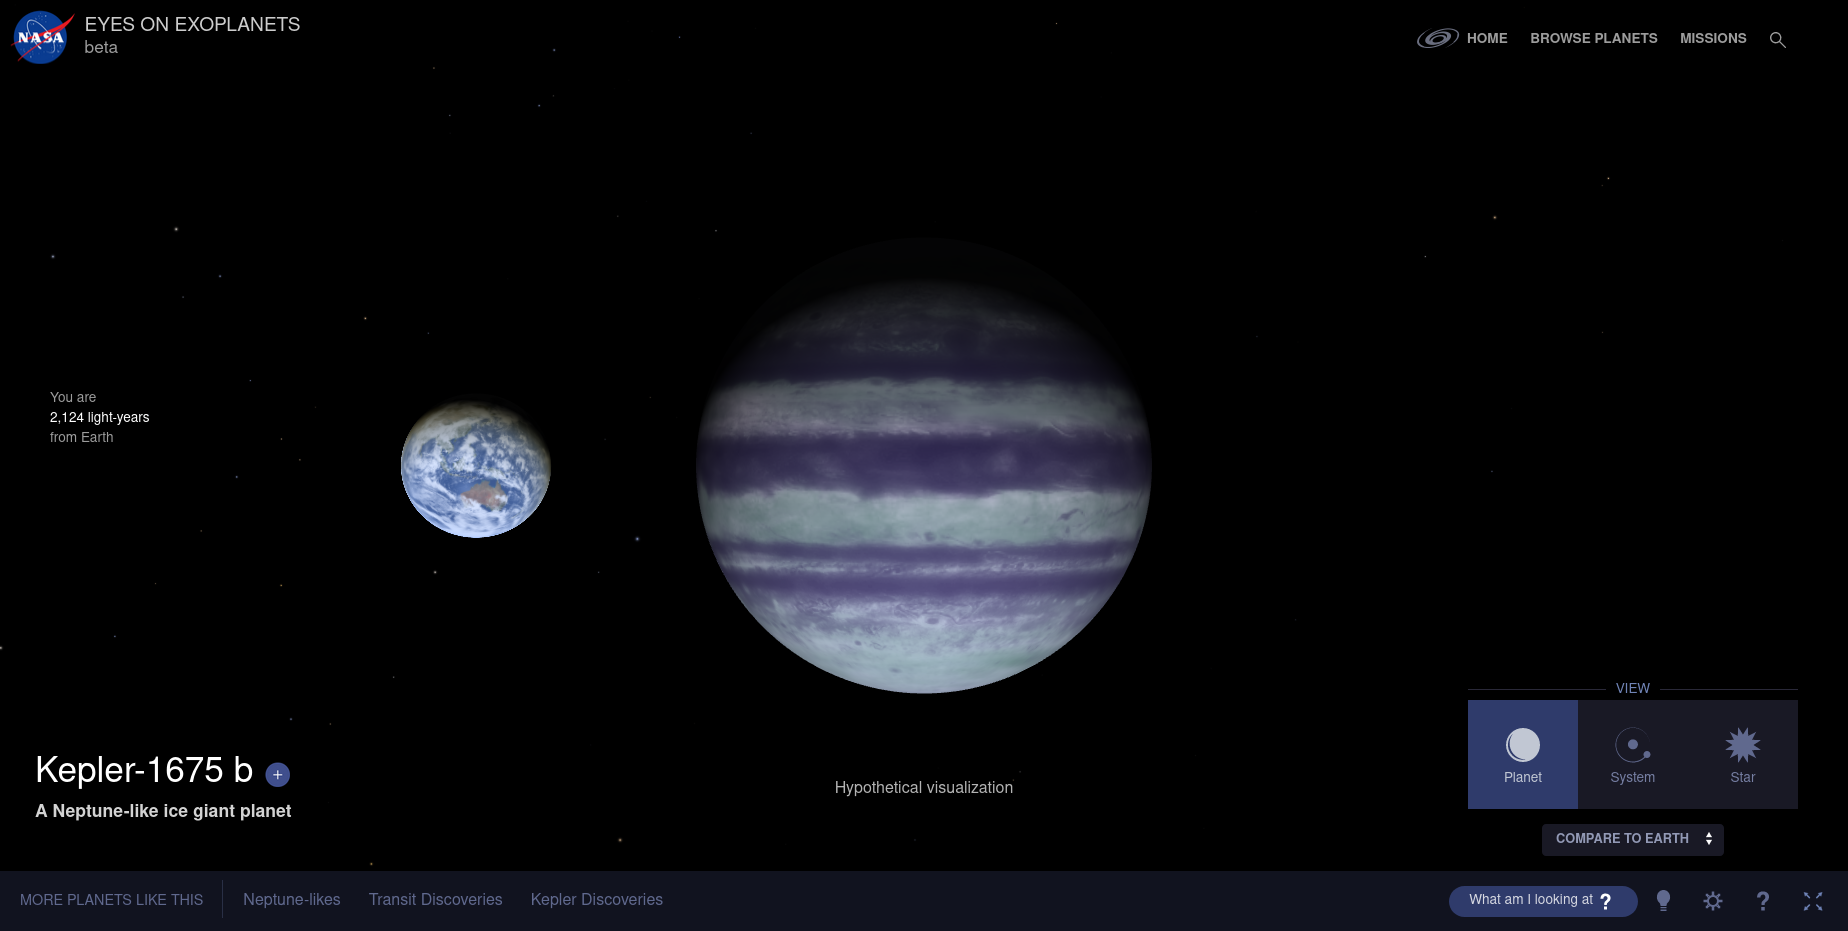 NASA
EYES ON EXOPLANETS
beta
HOME
BROWSE PLANETS
MISSIONS
You are
2,124 light-years
from Earth
Kepler-1675 b +
A Neptune-like ice giant planet
Hypothetical visualization
VIEW
Planet
System
Star
COMPARE TO EARTH
MORE PLANETS LIKE THIS
Neptune-likes
Transit Discoveries
Kepler Discoveries
What am I looking at ?
?